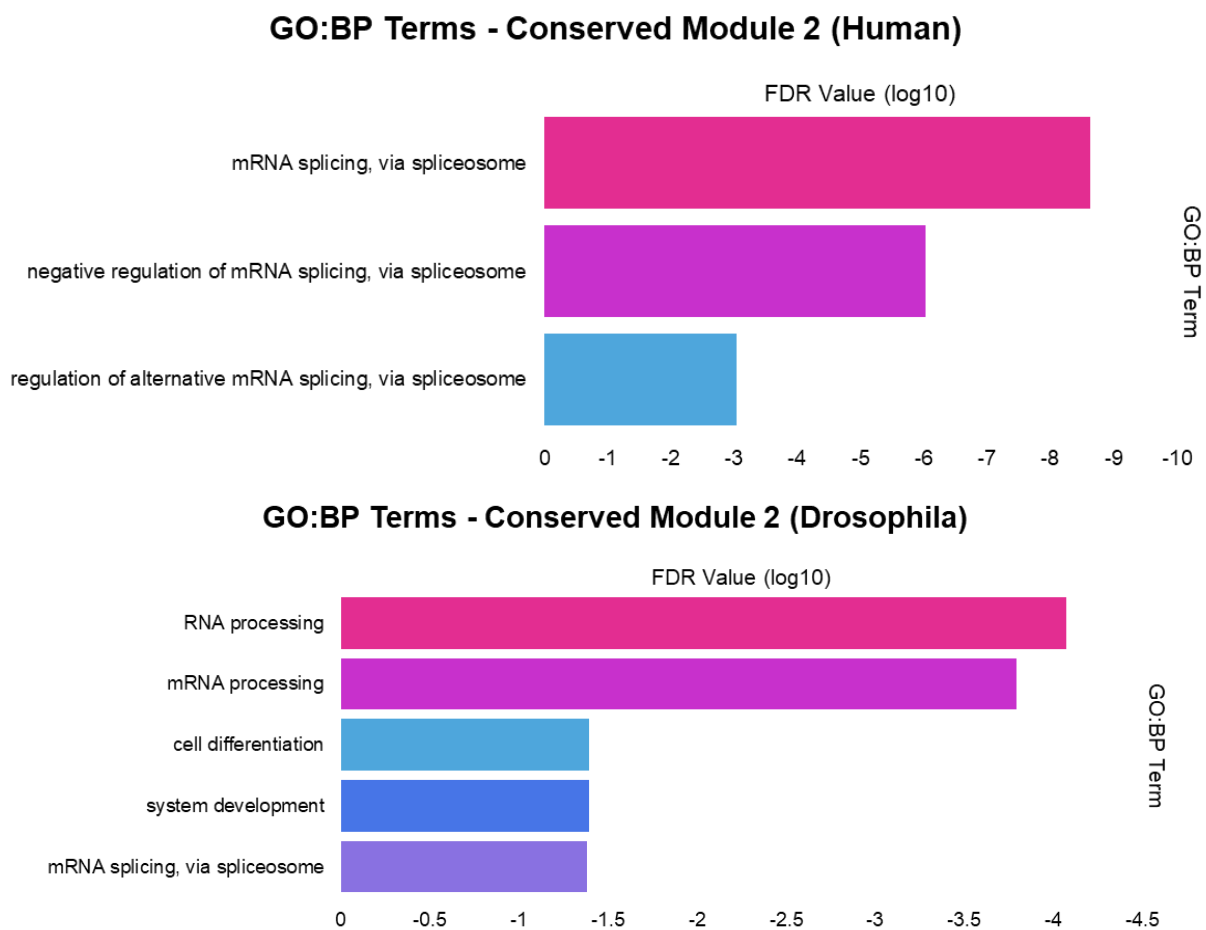 GO:BP Terms - Conserved Module 2 (Human)
FDR Value (log10)
mRNA splicing, via spliceosome
negative regulation of mRNA splicing, via spliceosome
regulation of alternative mRNA splicing, via spliceosome
GO:BP Term
0 -1 -2 -3 -4 -5 -6 -7 -8 -9 -10
GO:BP Terms - Conserved Module 2 (Drosophila)
FDR Value (log10)
RNA processing
mRNA processing
cell differentiation
system development
mRNA splicing, via spliceosome
GO:BP Term
0 -0.5 -1 -1.5 -2 -2.5 -3 -3.5 -4 -4.5